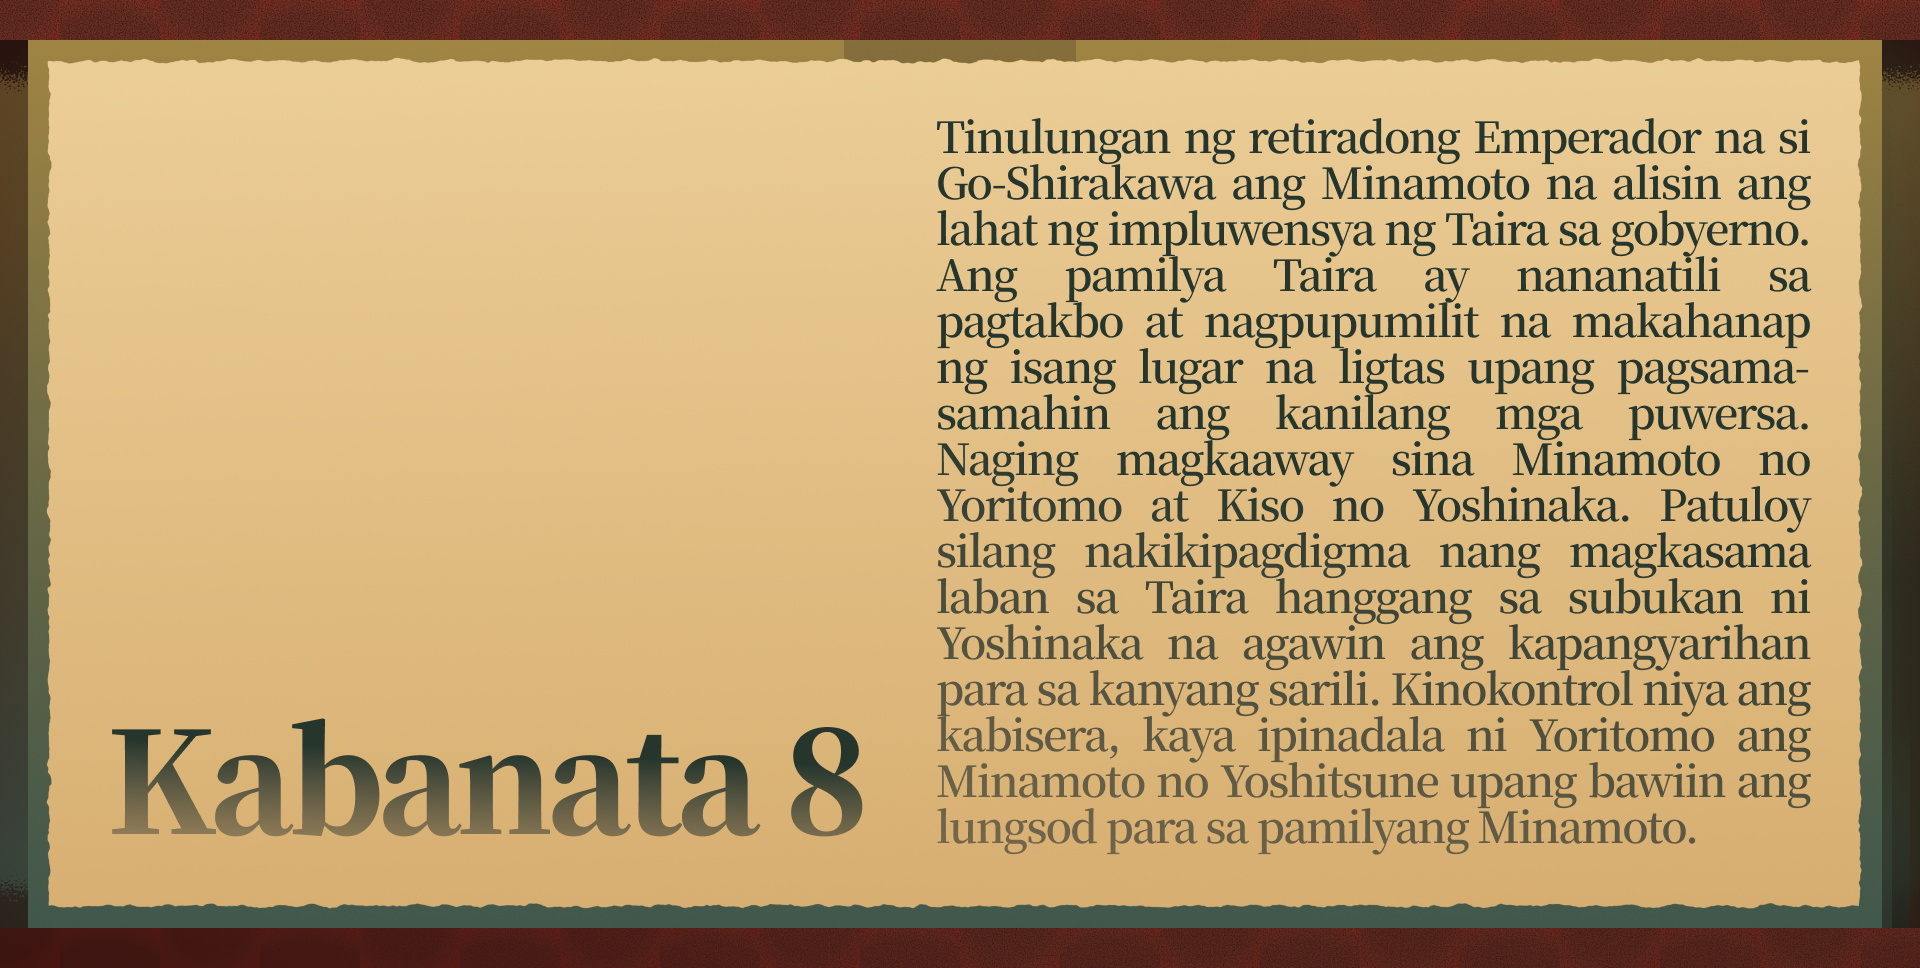 Kabanata 8
Tinulungan ng retiradong Emperador na si
Go-Shirakawa ang Minamoto na alisin ang
lahat ng impluwensya ng Taira sa gobyerno.
Ang pamilya Taira ay nananatili sa
pagtakbo at nagpupumilit na makahanap
ng isang lugar na ligtas upang pagsama-
samahin ang kanilang mga puwersa.
Naging magkaaway sina Minamoto no
Yoritomo at Kiso no Yoshinaka. Patuloy
silang nakikipagdigma nang magkasama
laban sa Taira hanggang sa subukan ni
Yoshinaka na agawin ang kapangyarihan
para sa kanyang sarili. Kinokontrol niya ang
kabisera, kaya ipinadala ni Yoritomo ang
Minamoto no Yoshitsune upang bawiin ang
lungsod para sa pamilyang Minamoto.